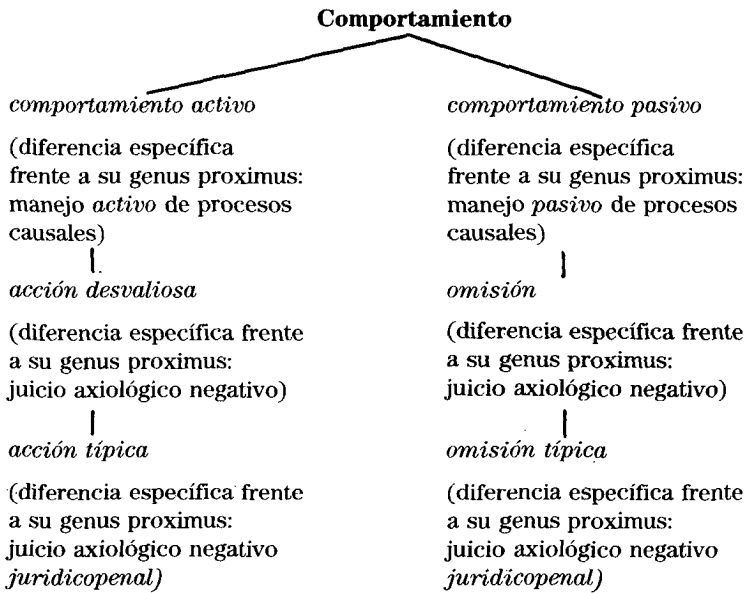 Comportamiento
comportamiento activo
(diferencia específica
frente a su genus proximus:
manejo activo de procesos
causales)
acción desvaliosa
(diferencia específica frente
a su genus proximus:
juicio axiológico negativo)
acción típica
(diferencia específica frente
a su genus proximus:
juicio axiológico negativo
juridicopenal)
comportamiento pasivo
(diferencia específica
frente a su genus proximus:
manejo pasivo de procesos
causales)
omisión
(diferencia específica frente
a su genus proximus:
juicio axiológico negativo)
omisión típica
(diferencia específica frente
a su genus proximus:
juicio axiológico negativo
jurídicopenal)